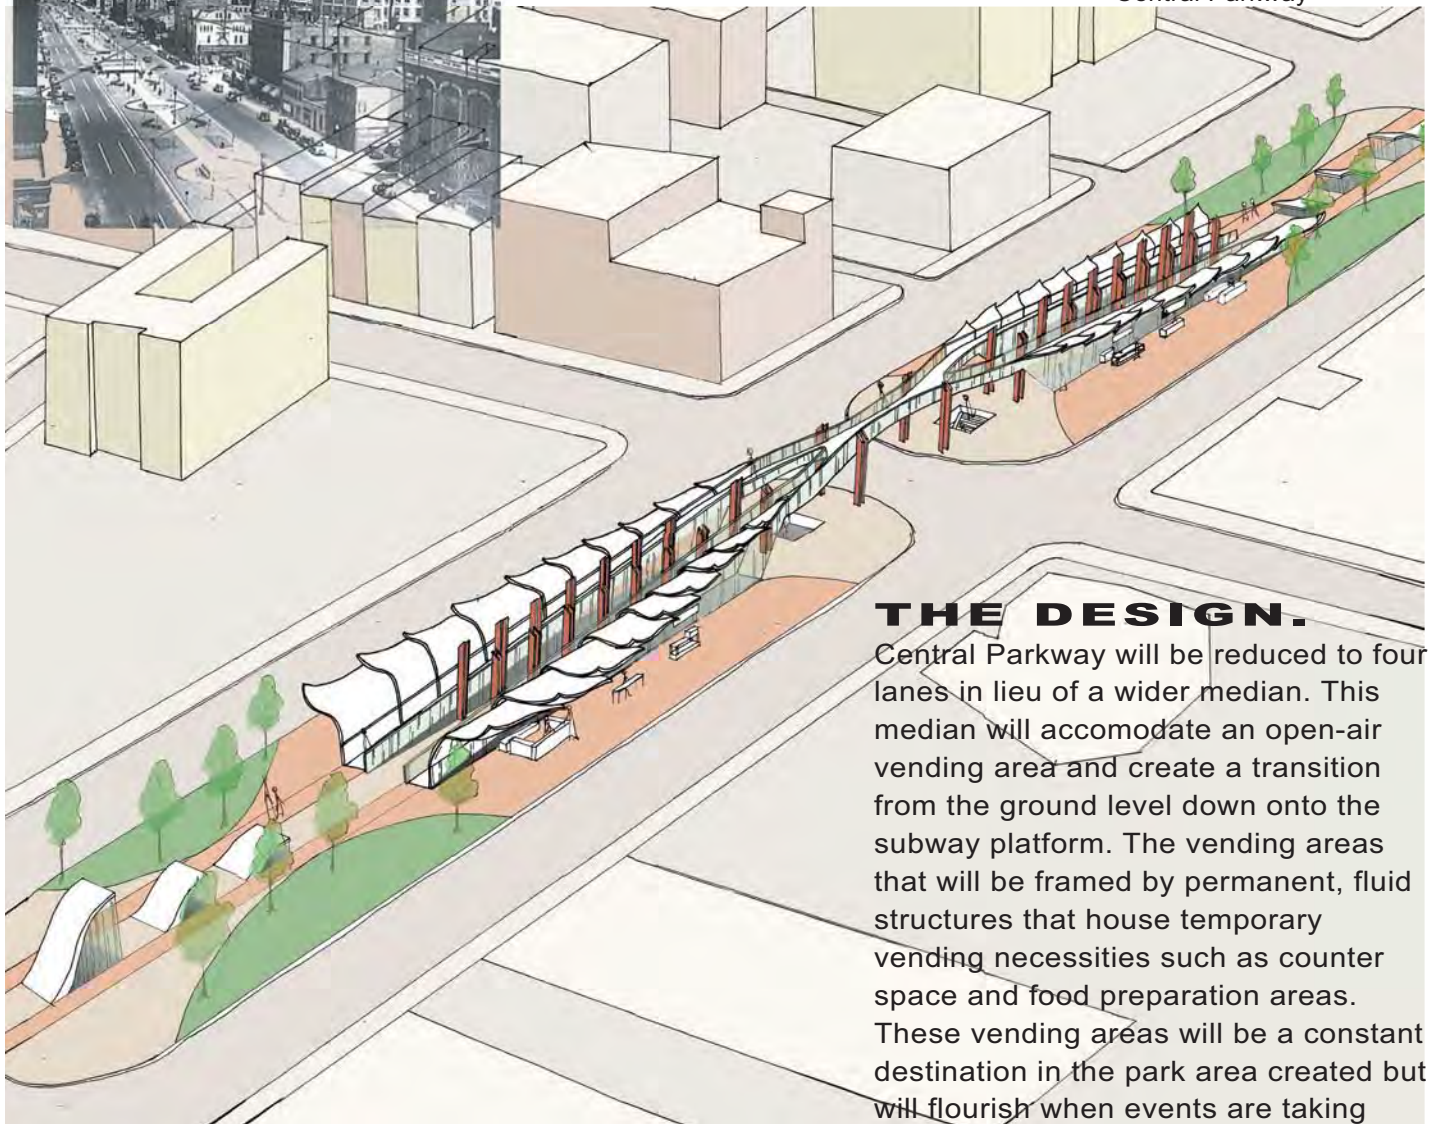 Central Parkway
THE DESIGN.
Central Parkway will be reduced to four
lanes in lieu of a wider median. This
median will accomodate an open-air
vending area and create a transition
from the ground level down onto the
subway platform. The vending areas
that will be framed by permanent, fluid
structures that house temporary
vending necessities such as counter
space and food preparation areas.
These vending areas will be a constant
destination in the park area created but
will flourish when events are taking